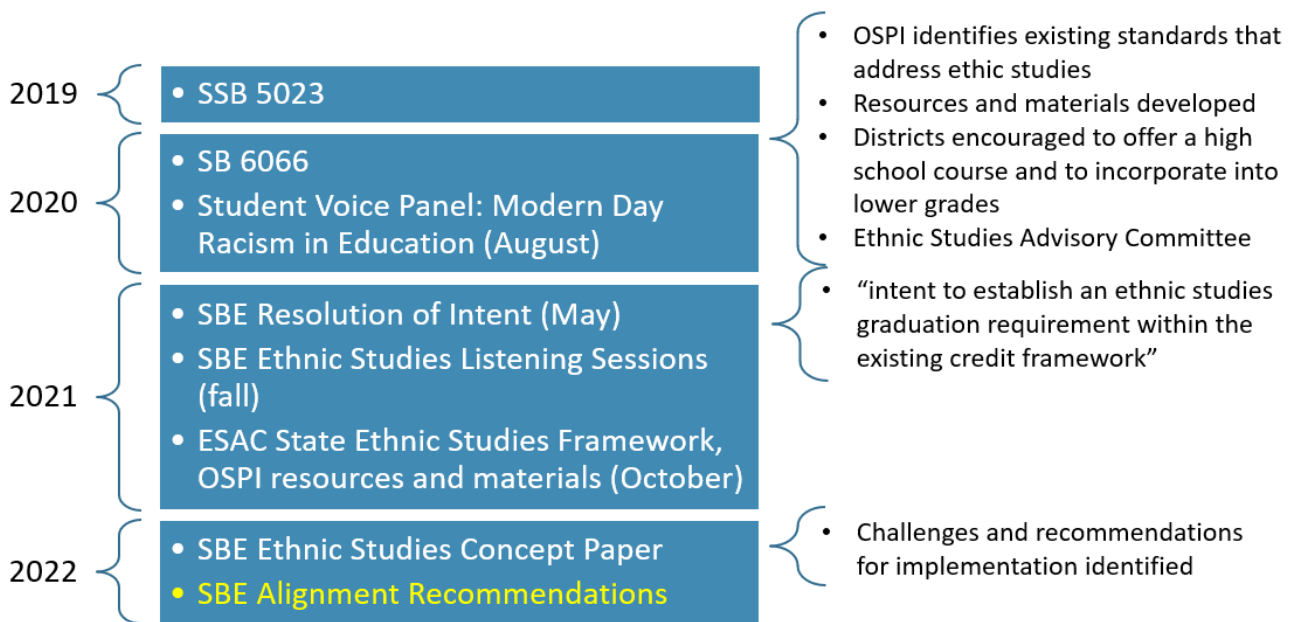 2019
• SSB 5023
2020
• SB 6066
• Student Voice Panel: Modern Day
Racism in Education (August)
• OSPI identifies existing standards that
address ethic studies
• Resources and materials developed
• Districts encouraged to offer a high
school course and to incorporate into
lower grades
• Ethnic Studies Advisory Committee
2021
• SBE Resolution of Intent (May)
• SBE Ethnic Studies Listening Sessions
(fall)
• ESAC State Ethnic Studies Framework,
OSPI resources and materials (October)
• “intent to establish an ethnic studies
graduation requirement within the
existing credit framework”
2022
• SBE Ethnic Studies Concept Paper
• SBE Alignment Recommendations
• Challenges and recommendations
for implementation identified